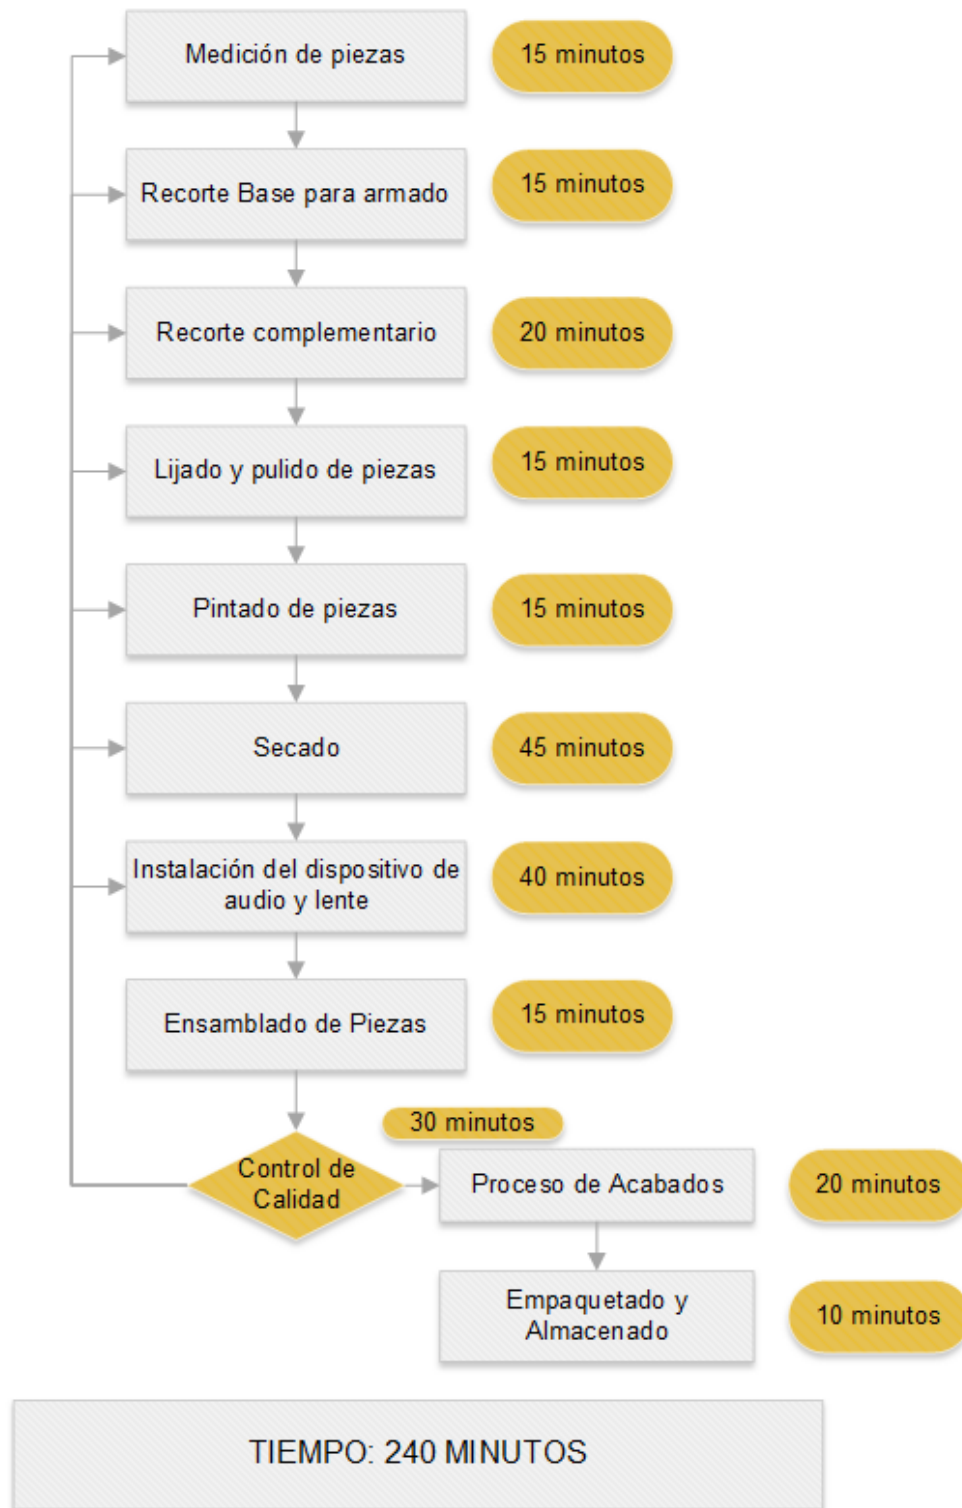 Medición de piezas
15 minutos
Recorte Base para armado
15 minutos
Recorte complementario
20 minutos
Lijado y pulido de piezas
15 minutos
Pintado de piezas
15 minutos
Secado
45 minutos
Instalación del dispositivo de
audio y lente
40 minutos
Ensamblado de Piezas
15 minutos
30 minutos
Control de
Calidad
Proceso de Acabados
20 minutos
Empaquetado y
Almacenado
10 minutos
TIEMPO: 240 MINUTOS